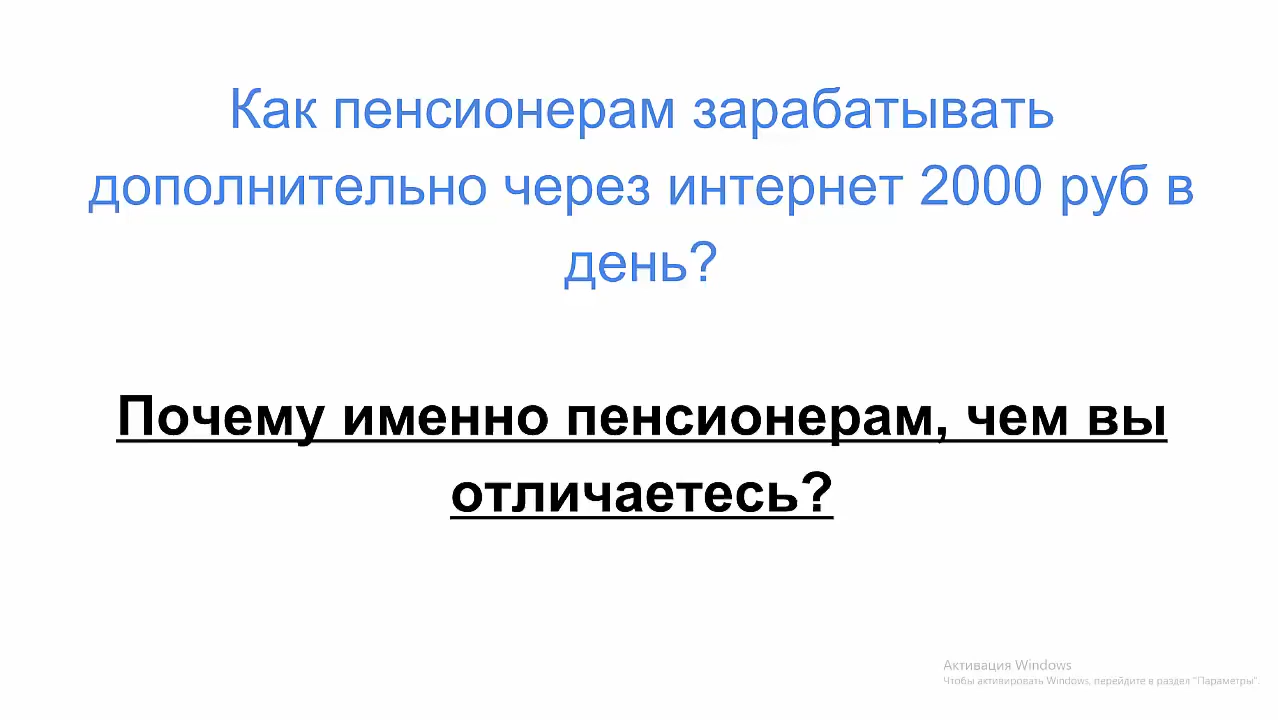 Как пенсионерам зарабатывать
дополнительно через интернет 2000 руб в
день?
Почему именно пенсионерам, чем вы
отличаетесь?
Активация Windows
Чтобы активировать Windows, перейдите в раздел "Параметры".